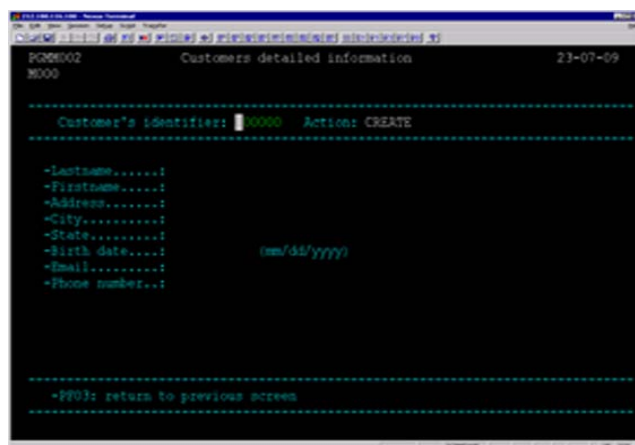 PGMM002 Customers detailed information 23-07-09
M000
Customer"s identifier: 00000 Action: CREATE
-Lastname......:
-Firstname.....:
-Address.......:
-City..........:
-State.........:
-Birth date....: (mm/dd/yyyy)
-Email.........:
-Phone number..:
-PF03: return to previous screen